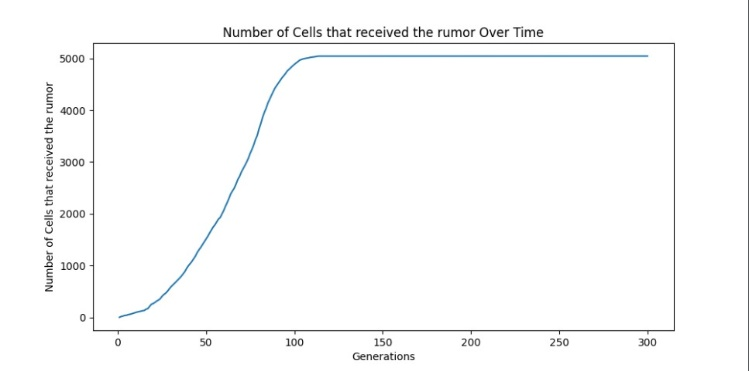 Number of Cells that received the rumor Over Time
Number of Cells that received the rumor
5000
4000
3000
2000
1000
0
0 50 100 150 200 250 300
Generations